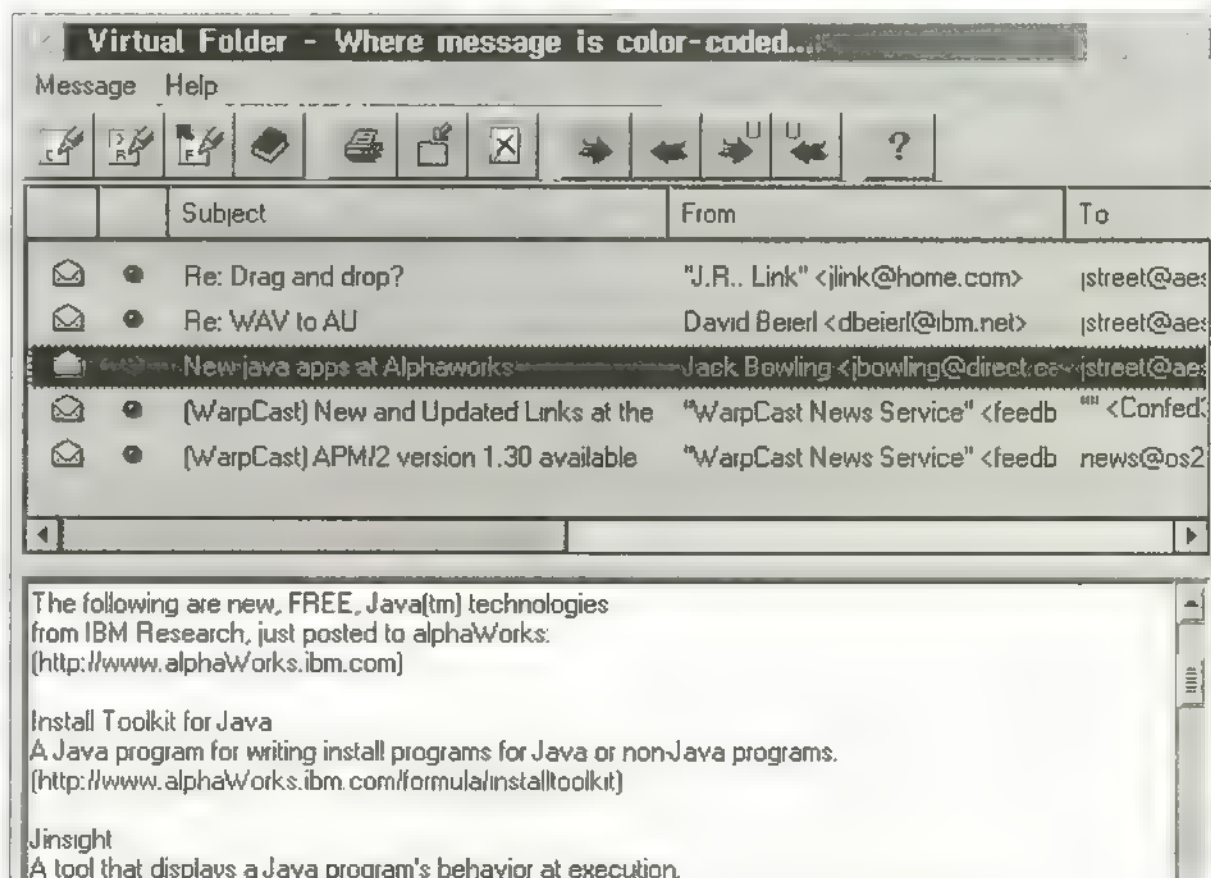 Virtual Folder - Where message is color-coded...
Message Help
C R F U U ?
Subject From To
Re: Drag and drop? "J.R.. Link" <jlink@home.com> jstreet@aes
Re: WAV to AU David Beierl <dbeierl@ibm.net> jstreet@aes
New java apps at Alphaworks Jack Bowling <jbowling@direct.ca> jstreet@aes
(WarpCast) New and Updated Links at the "WarpCast News Service" <feedb "" <Confed
(WarpCast) APM/2 version 1.30 available "WarpCast News Service" <feedb news@os2
The following are new, FREE, Java(tm) technologies
from IBM Research, just posted to alphaWorks:
(http://www.alphaWorks.ibm.com)
Install Toolkit for Java
A Java program for writing install programs for Java or non-Java programs.
(http://www.alphaWorks.ibm.com/formula/installtoolkit)
Jinsight
A tool that displays a Java program's behavior at execution.